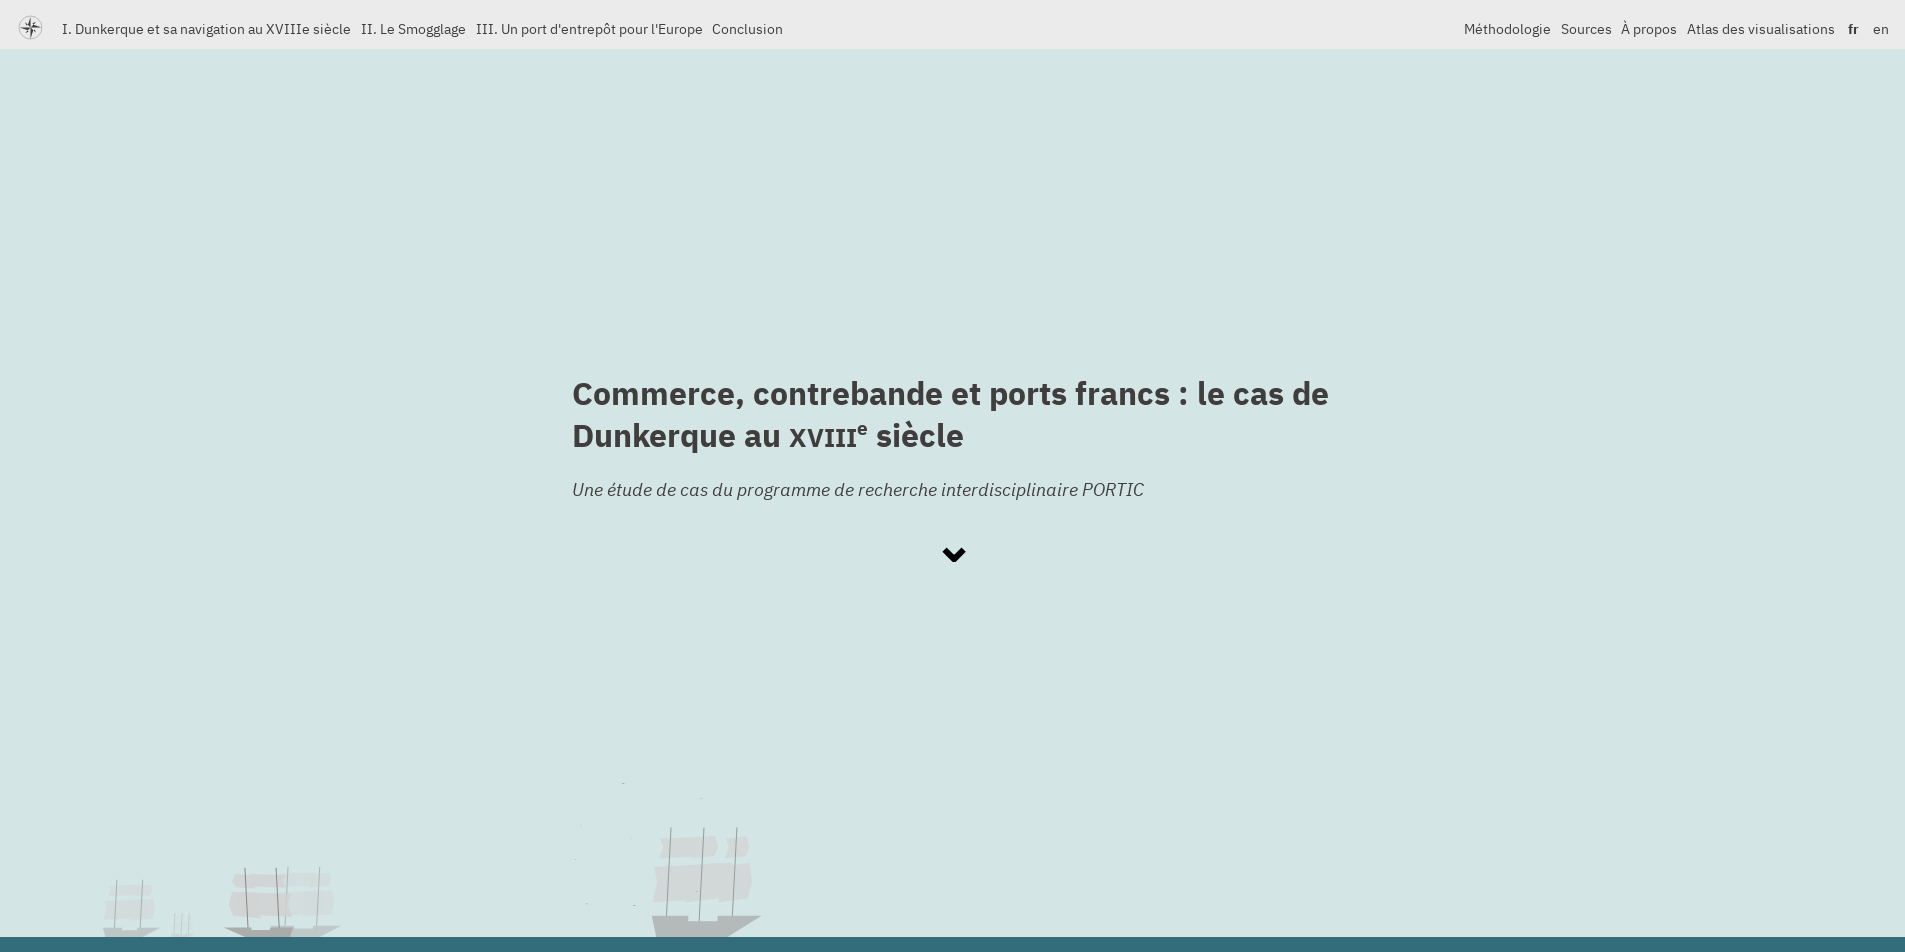 I. Dunkerque et sa navigation au XVIIIe siècle II. Le Smogglage III. Un port d'entrepôt pour l'Europe Conclusion Méthodologie Sources À propos Atlas des visualisations fr en
Commerce, contrebande et ports francs : le cas de
Dunkerque au XVIIIe siècle
Une étude de cas du programme de recherche interdisciplinaire PORTIC